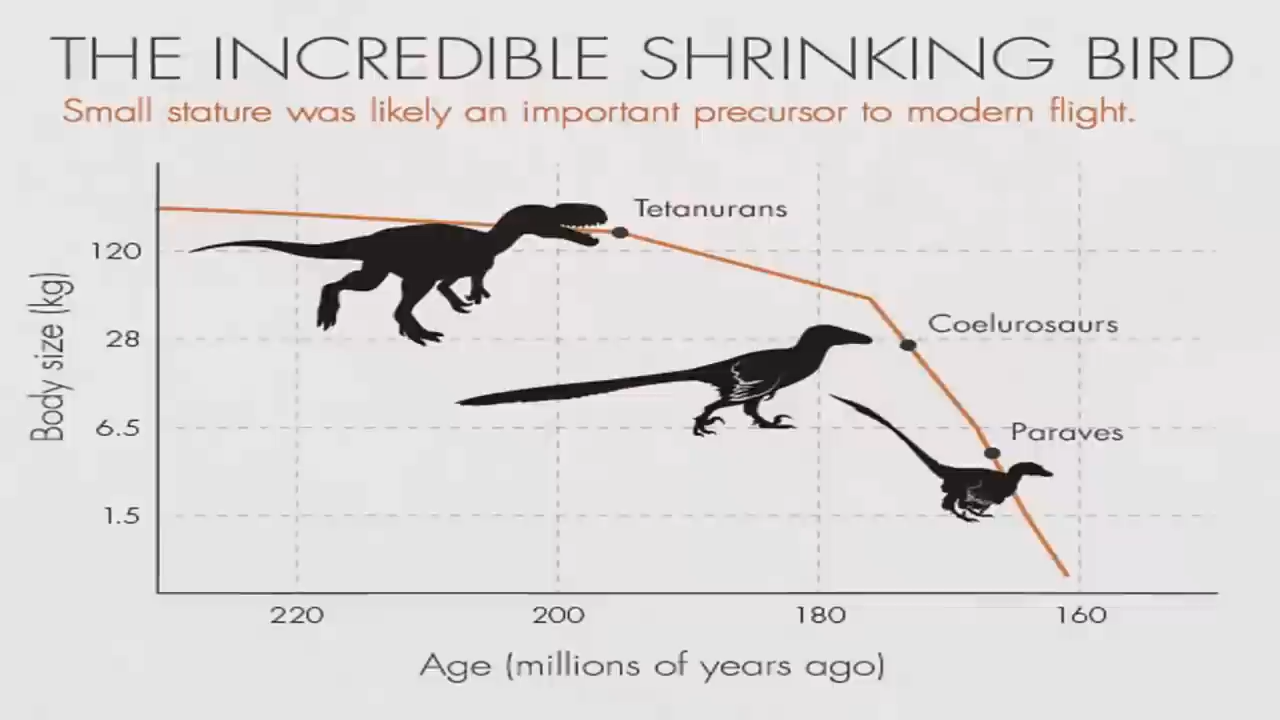 THE INCREDIBLE SHRINKING BIRD
Small stature was likely an important precursor to modern flight.
Tetanurans
120
Coelurosaurs
28
Body size (kg)
6.5
Paraves
1.5
220 200 180 160
Age (millions of years ago)